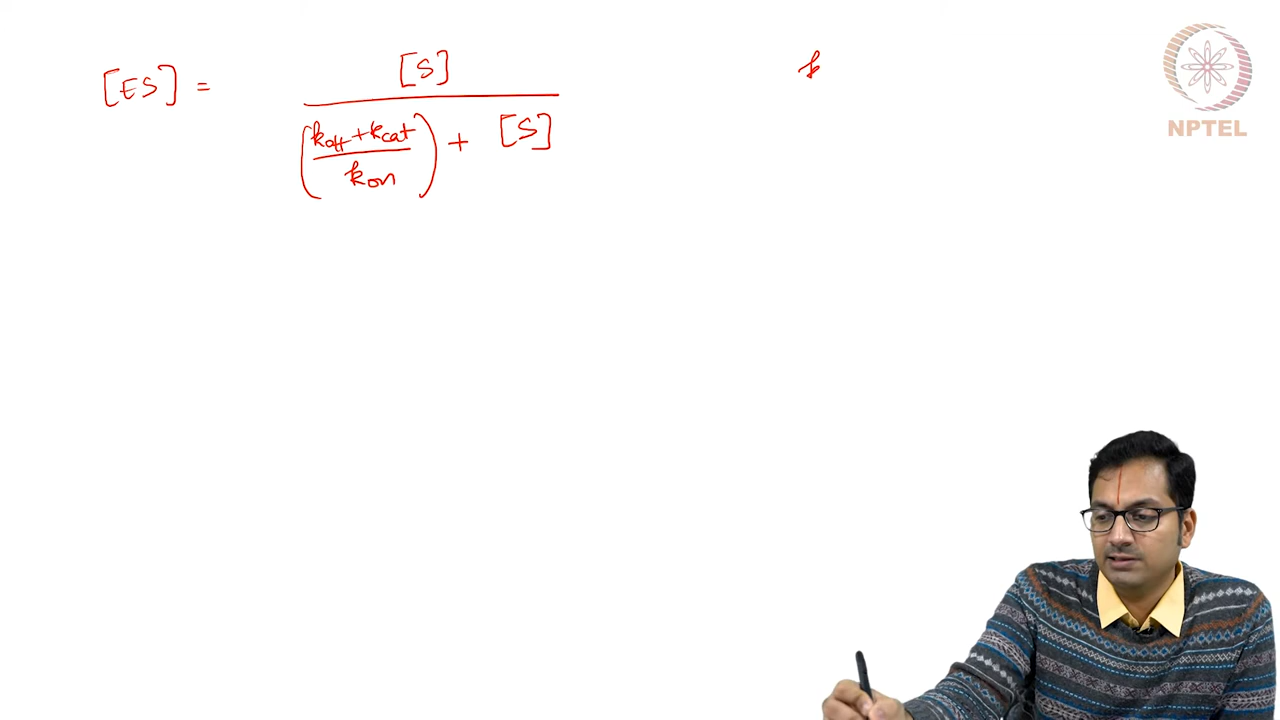 [ES] = [S]
(koff + kcat / kon) + [S]
k
NPTEL